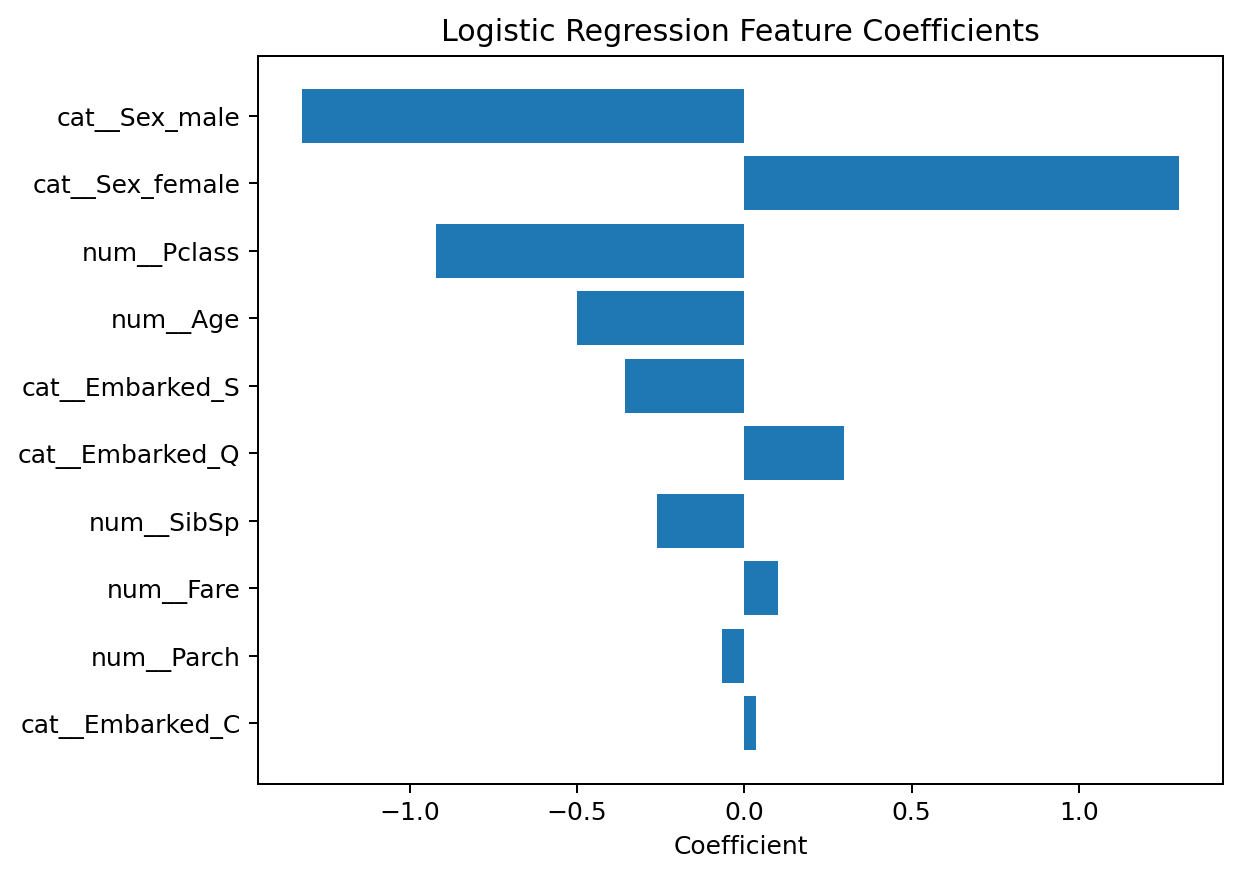 Logistic Regression Feature Coefficients
cat__Sex_male
cat__Sex_female
num__Pclass
num__Age
cat__Embarked_S
cat__Embarked_Q
num__SibSp
num__Fare
num__Parch
cat__Embarked_C
−1.0 −0.5 0.0 0.5 1.0
Coefficient